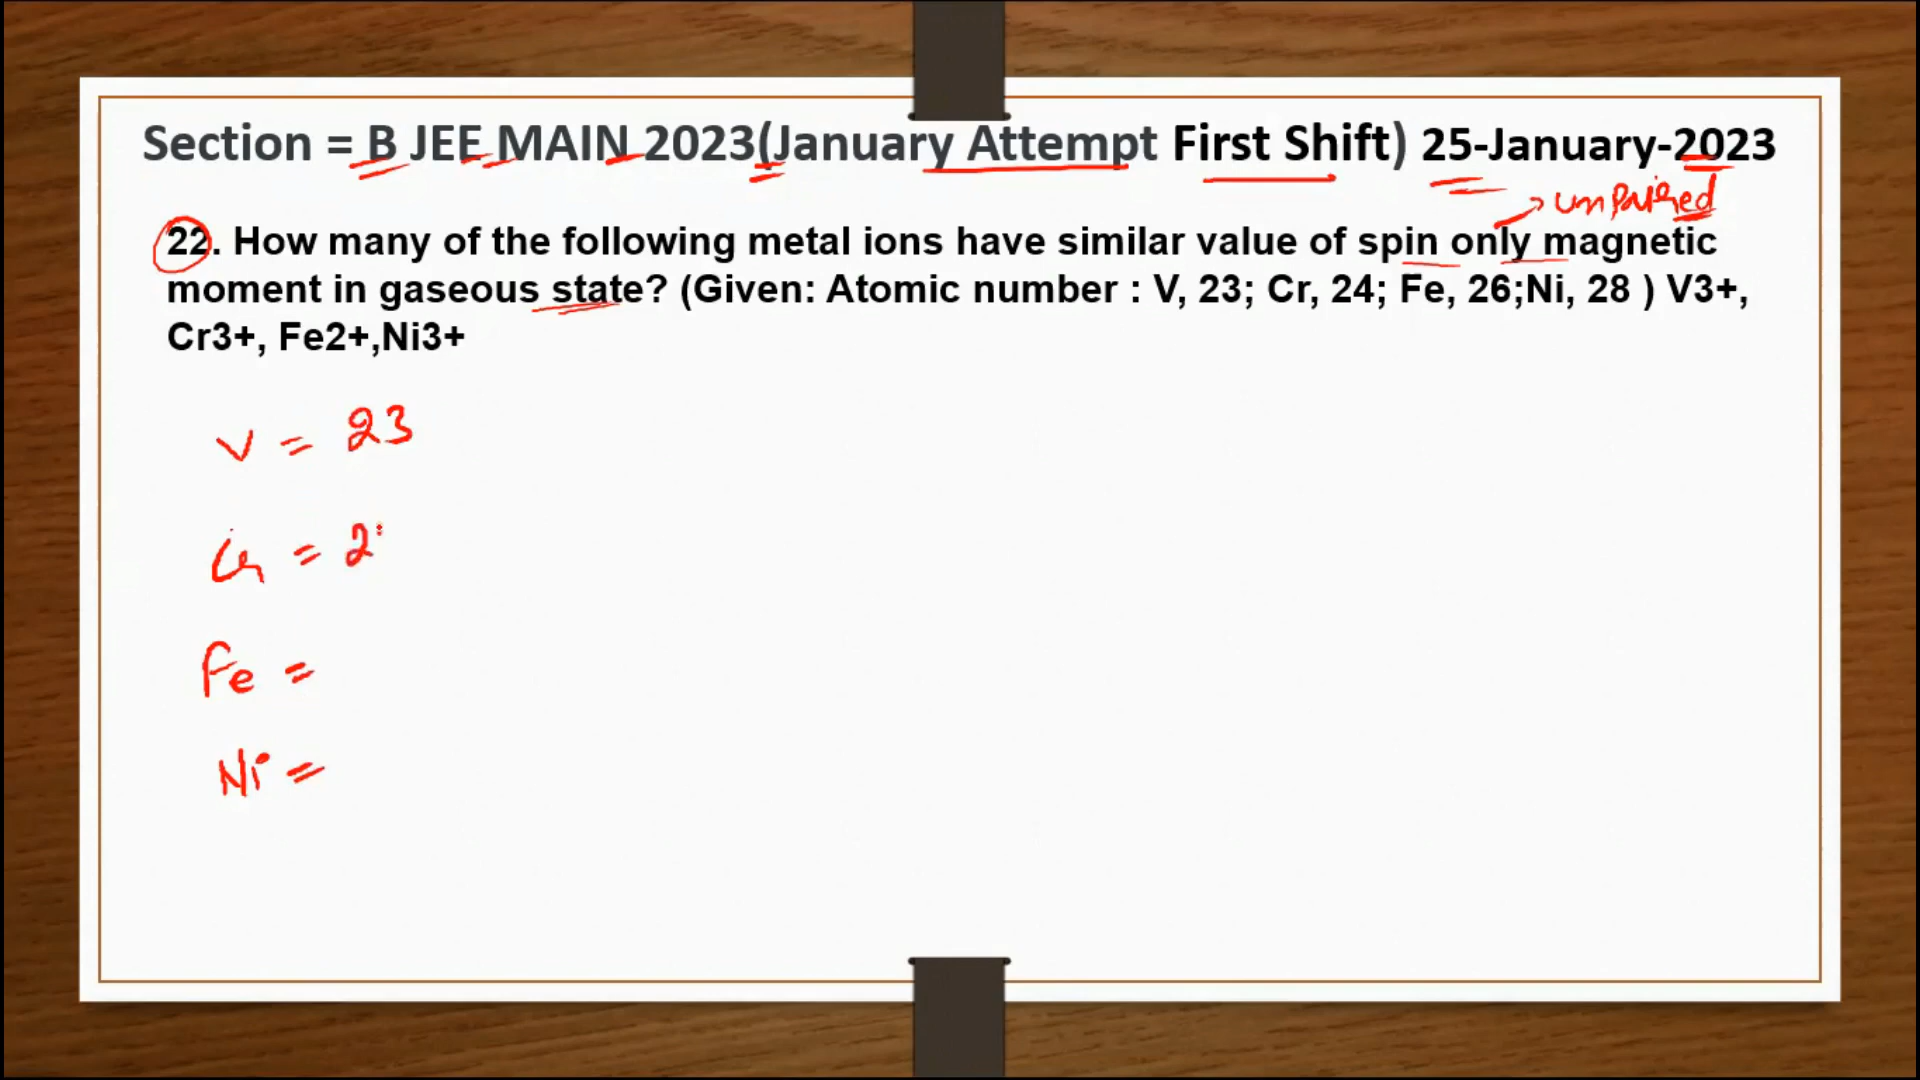 Section = B JEE MAIN 2023(January Attempt First Shift) 25-January-2023
unpaired
22. How many of the following metal ions have similar value of spin only magnetic
moment in gaseous state? (Given: Atomic number : V, 23; Cr, 24; Fe, 26;Ni, 28 ) V3+,
Cr3+, Fe2+,Ni3+
V = 23
Cr = 2
Fe =
Ni =